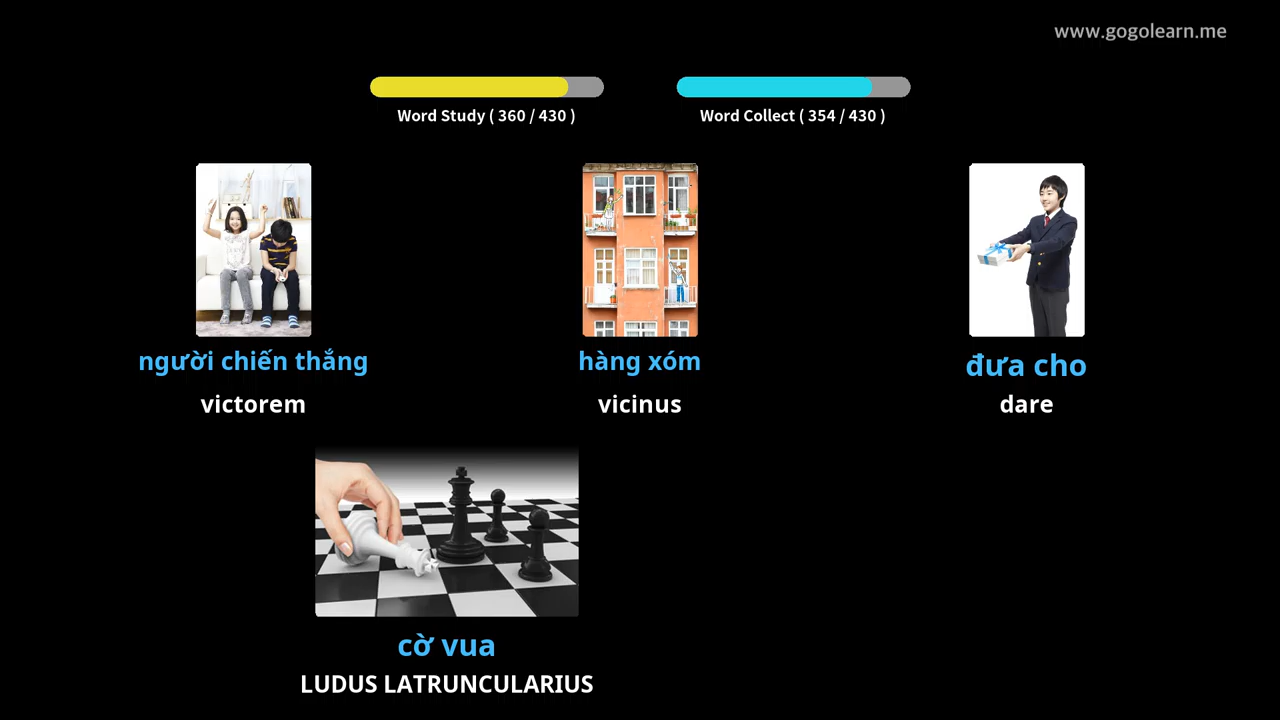 www.gogolearn.me
Word Study ( 360 / 430 )
Word Collect ( 354 / 430 )
người chiến thắng
victorem
hàng xóm
vicinus
đưa cho
dare
cờ vua
LUDUS LATRUNCULARIUS